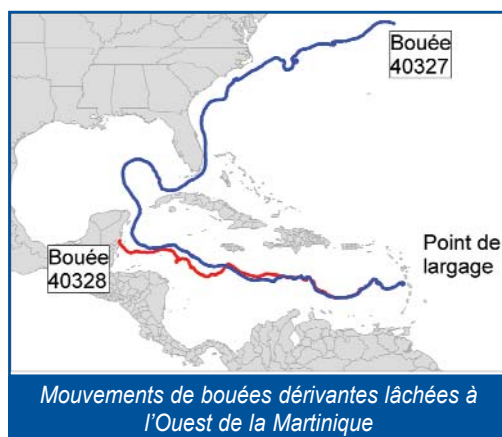 Bouée
40327
Point de
largage
Bouée
40328
Mouvements de bouées dérivantes lâchées à
l'Ouest de la Martinique